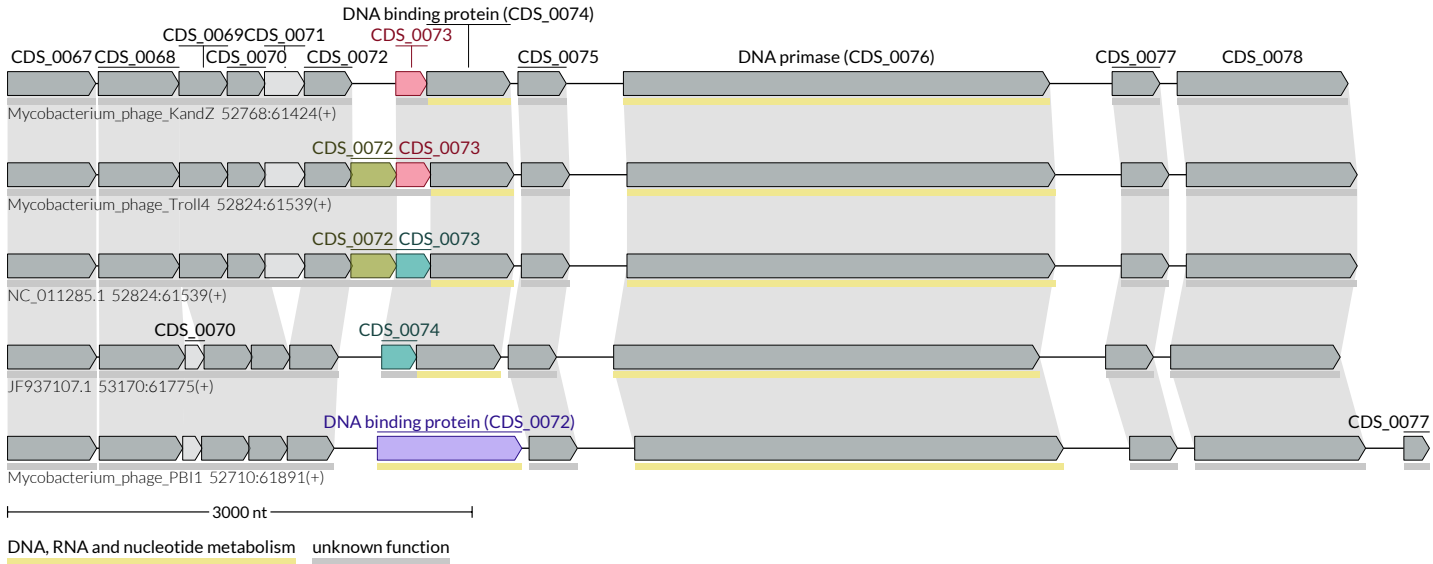 DNA binding protein (CDS_0074)
CDS_0069 CDS_0071 CDS_0073
CDS_0067 CDS_0068 CDS_0070 CDS_0072 CDS_0075 DNA primase (CDS_0076) CDS_0077 CDS_0078
Mycobacterium_phage_KandZ 52768:61424(+)
CDS_0072 CDS_0073
Mycobacterium_phage_Troll4 52824:61539(+)
CDS_0072 CDS_0073
NC_011285.1 52824:61539(+)
CDS_0070 CDS_0074
JF937107.1 53170:61775(+)
DNA binding protein (CDS_0072) CDS_0077
Mycobacterium_phage_PBI1 52710:61891(+)
3000 nt
DNA, RNA and nucleotide metabolism unknown function